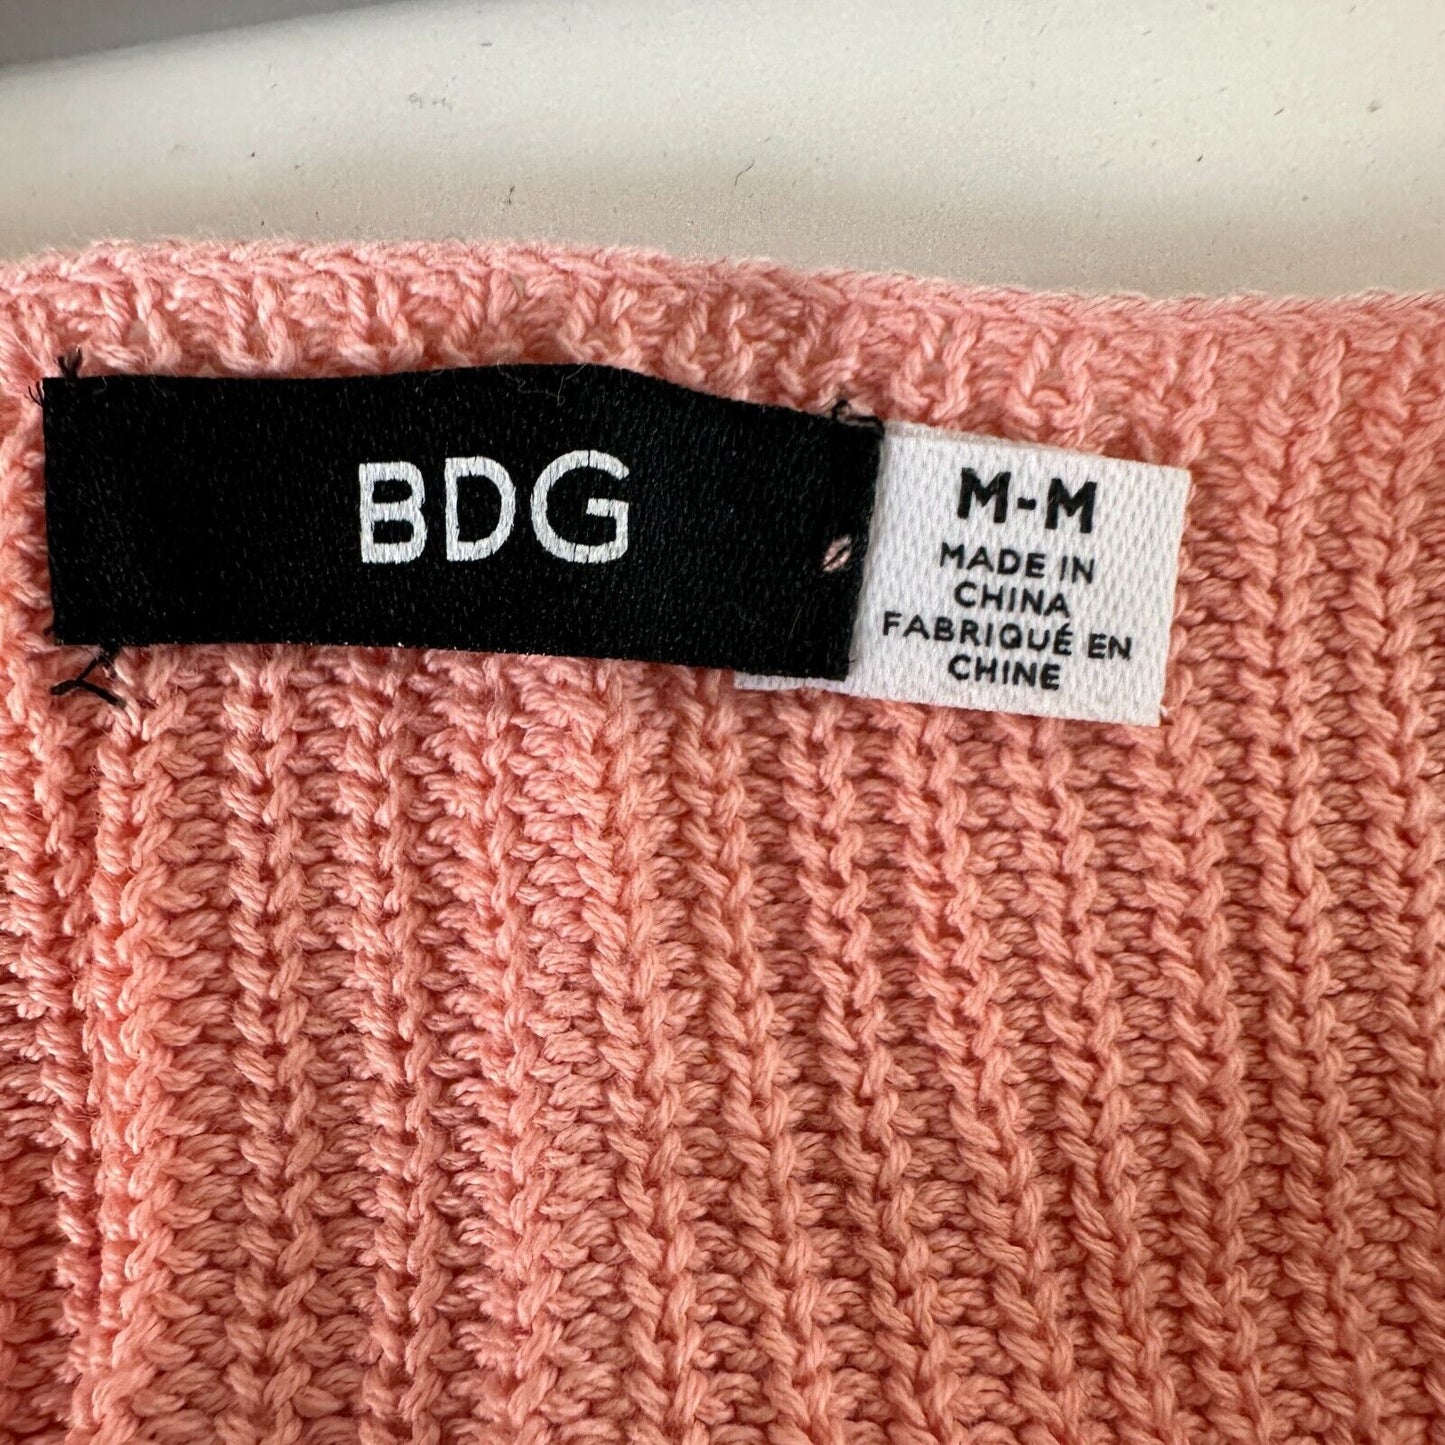 BDG
M-M
MADE IN
CHINA
FABRIQUÉ EN
CHINE